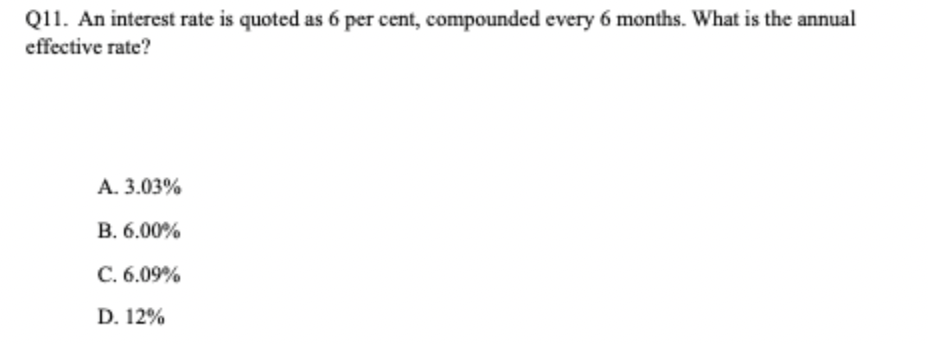 Q11. An interest rate is quoted as 6 per cent, compounded every 6 months. What is the annual
effective rate?
A. 3.03%
B. 6.00%
C. 6.09%
D. 12%